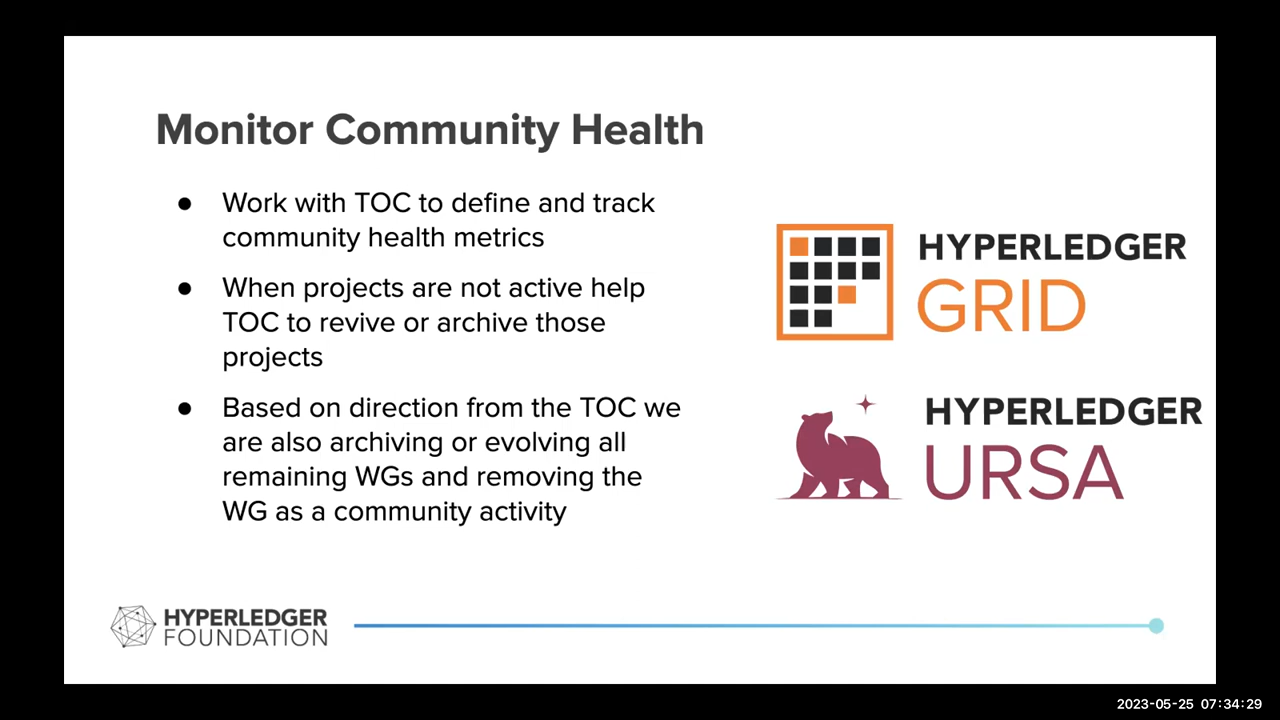 Monitor Community Health
● Work with TOC to define and track
community health metrics
● When projects are not active help
TOC to revive or archive those
projects
● Based on direction from the TOC we
are also archiving or evolving all
remaining WGs and removing the
WG as a community activity
HYPERLEDGER
GRID
HYPERLEDGER
URSA
HYPERLEDGER
FOUNDATION
2023-05-25 07:34:29